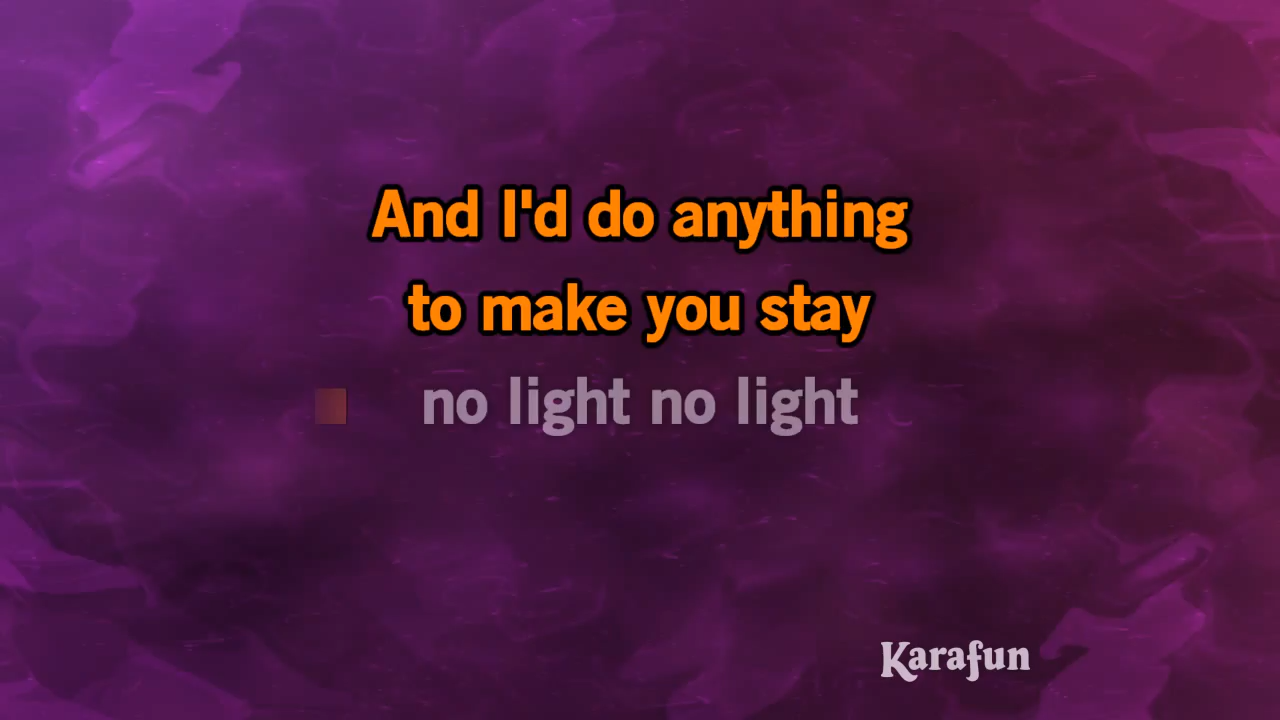 And I'd do anything
to make you stay
no light no light
Karafun